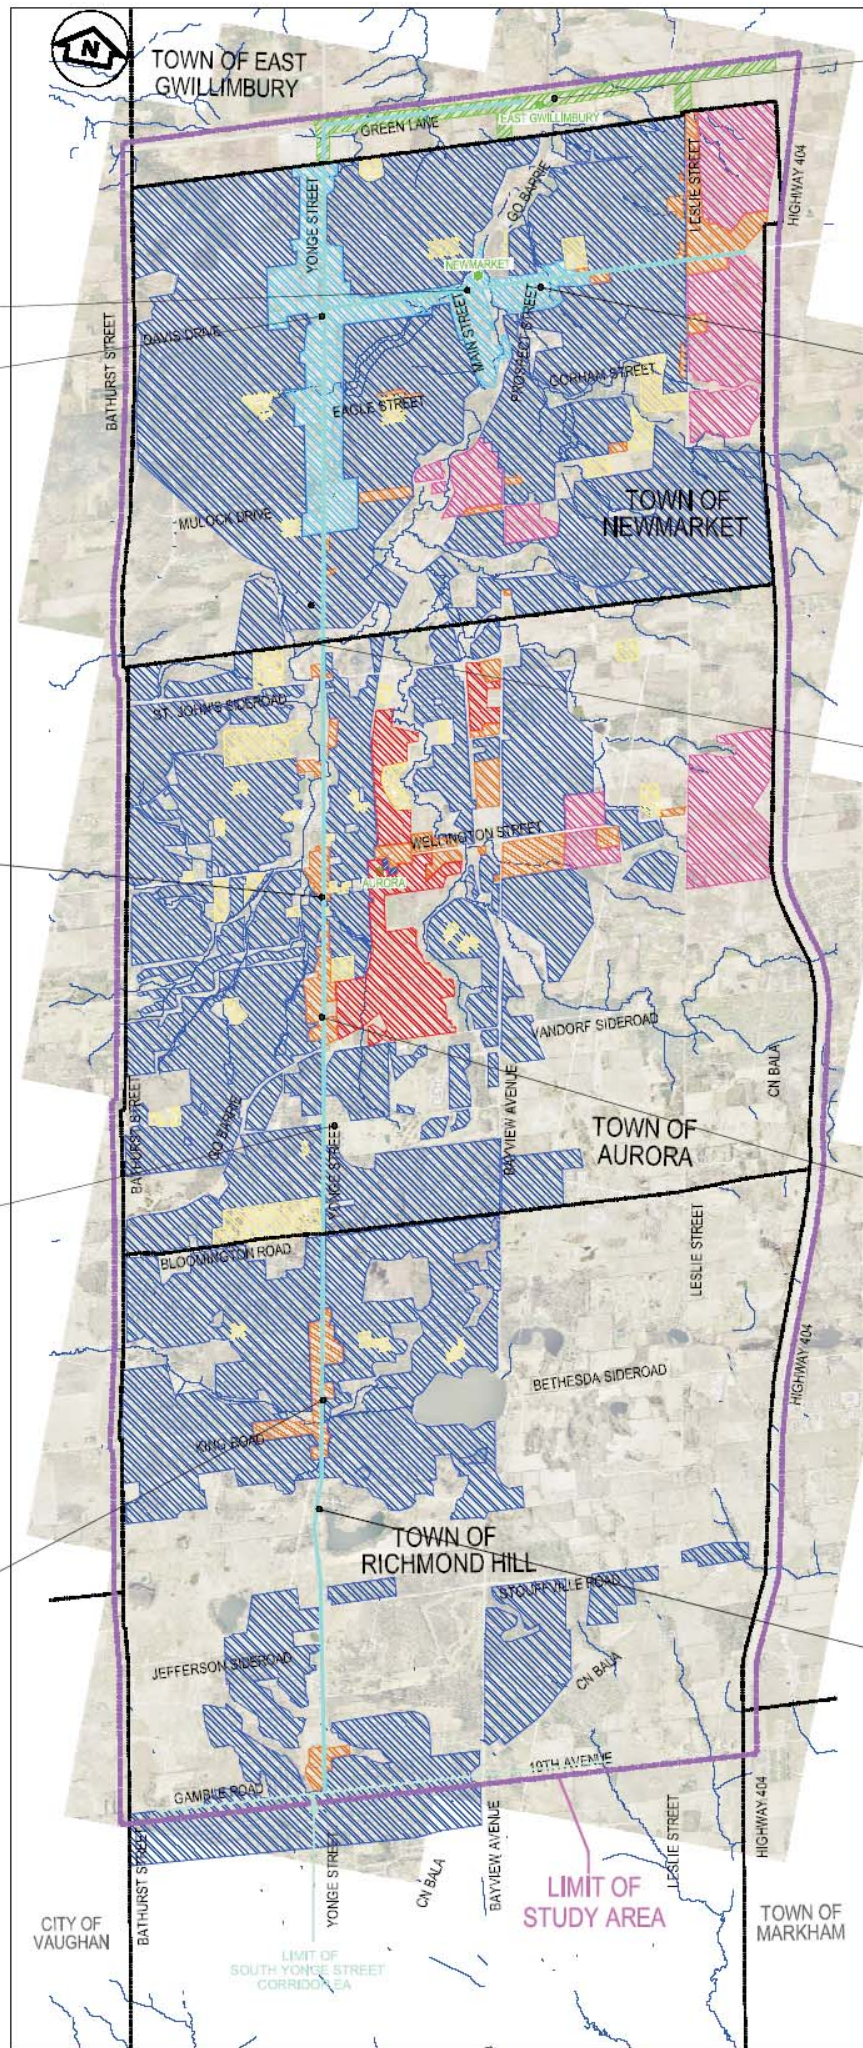 N
TOWN OF EAST
GWILLIMBURY
EAST GWILLIMBURY
GREEN LANE
LESLIE STREET
HIGHWAY 404
GO BARRIE
YONGE STREET
NEWMARKET
BATHURST STREET
DAVIS DRIVE
MAIN STREET
PROSPECT STREET
GORHAM STREET
EAGLE STREET
TOWN OF
NEWMARKET
MULOCK DRIVE
ST. JOHN'S SIDEROAD
WELLINGTON STREET
AURORA
VANDORF SIDEROAD
CN BALA
BAYVIEW AVENUE
BATHURST STREET
GO BARRIE
YONGE STREET
TOWN OF
AURORA
LESLIE STREET
BLOOMINGTON ROAD
HIGHWAY 404
BETHESDA SIDEROAD
KING ROAD
TOWN OF
RICHMOND HILL
STOUFFVILLE ROAD
JEFFERSON SIDEROAD
CN BALA
19TH AVENUE
GAMBLE ROAD
BATHURST STREET
YONGE STREET
CN BALA
BAYVIEW AVENUE
LESLIE STREET
HIGHWAY 404
LIMIT OF
STUDY AREA
CITY OF
VAUGHAN
TOWN OF
MARKHAM
LIMIT OF
SOUTH YONGE STREET
CORRIDOR EA